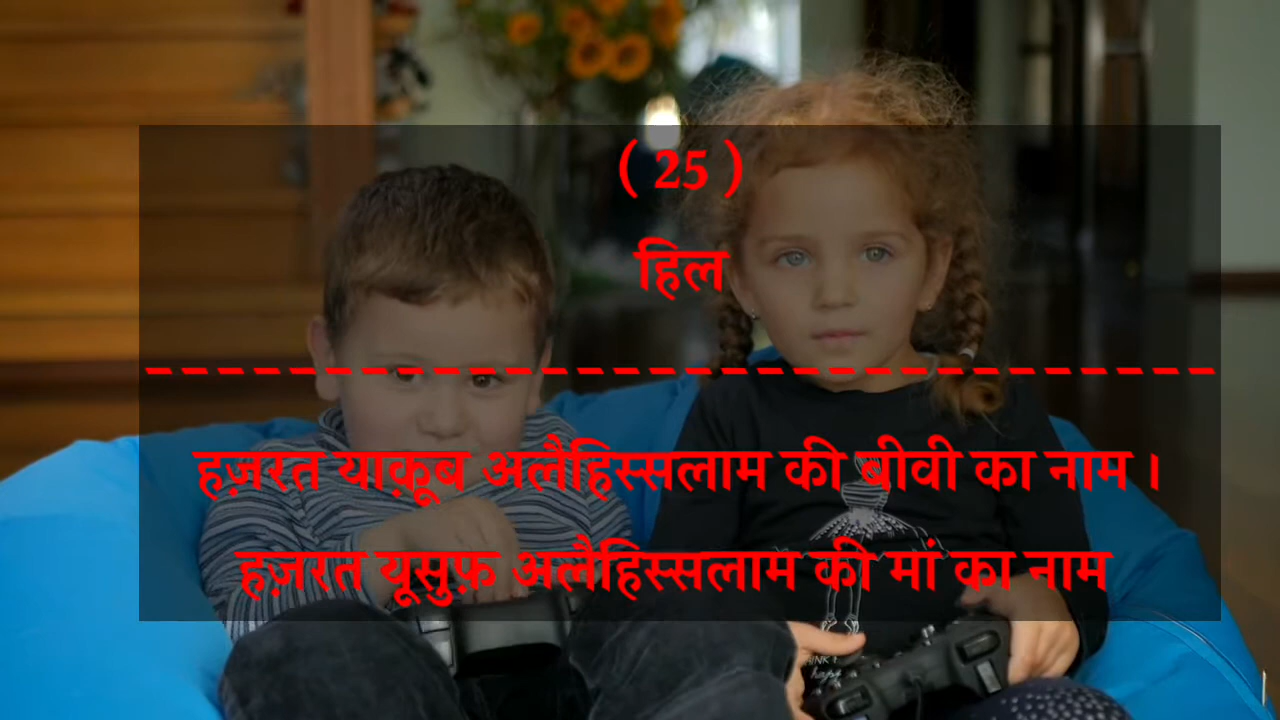 ( 25 )
हिल
------------------------------
हज़रत याक़ूब अलैहिस्सलाम की बीवी का नाम ।
हज़रत यूसुफ़ अलैहिस्सलाम की मां का नाम